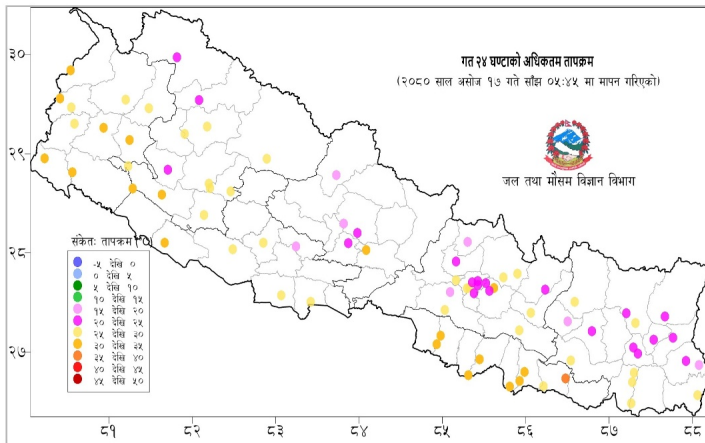 गत २४ घण्टाको अधिकतम तापक्रम
(२०८० साल असोज १७ गते साँझ ०५:४५ मा मापन गरिएको)
जल तथा मौसम विज्ञान विभाग
३०
२९
२८
२७
संकेतः तापक्रम (°C)
-५ देखि ०
० देखि ५
५ देखि १०
१० देखि १५
१५ देखि २०
२० देखि २५
२५ देखि ३०
३० देखि ३५
३५ देखि ४०
४० देखि ४५
४५ देखि ५०
८१ ८२ ८३ ८४ ८५ ८६ ८७ ८८